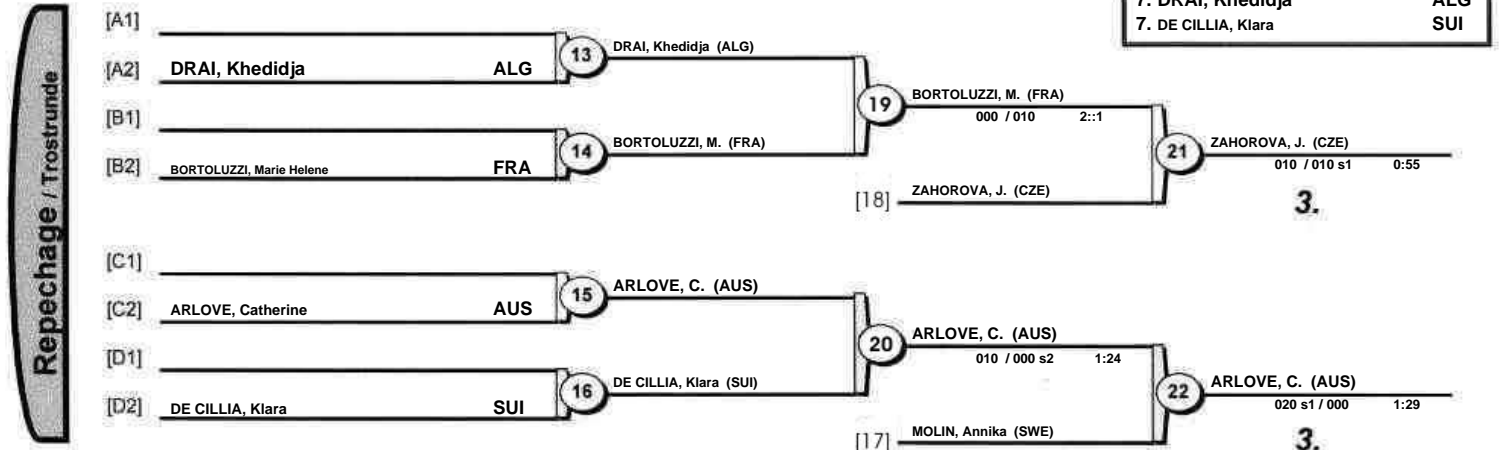 7. DRAI, Khedidja ALG
7. DE CILLIA, Klara SUI
Repechage / Trostrunde
[A1]
[A2] DRAI, Khedidja ALG
13
DRAI, Khedidja (ALG)
[B1]
[B2] BORTOLUZZI, Marie Helene FRA
14
BORTOLUZZI, M. (FRA)
19
BORTOLUZZI, M. (FRA)
000 / 010 2::1
[18] ZAHOROVA, J. (CZE)
21
ZAHOROVA, J. (CZE)
010 / 010 s1 0:55
3.
[C1]
[C2] ARLOVE, Catherine AUS
15
ARLOVE, C. (AUS)
[D1]
[D2] DE CILLIA, Klara SUI
16
DE CILLIA, Klara (SUI)
20
ARLOVE, C. (AUS)
010 / 000 s2 1:24
[17] MOLIN, Annika (SWE)
22
ARLOVE, C. (AUS)
020 s1 / 000 1:29
3.